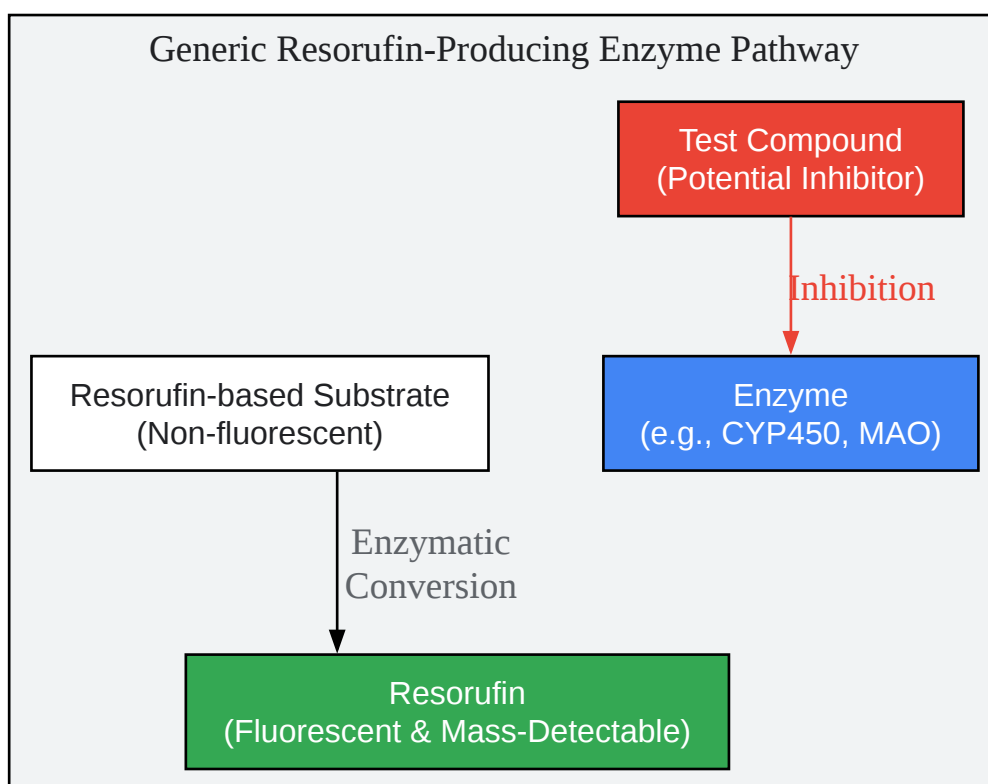 Generic Resorufin-Producing Enzyme Pathway
Test Compound
(Potential Inhibitor)
Inhibition
Resorufin-based Substrate
(Non-fluorescent)
Enzyme
(e.g., CYP450, MAO)
Enzymatic
Conversion
Resorufin
(Fluorescent & Mass-Detectable)